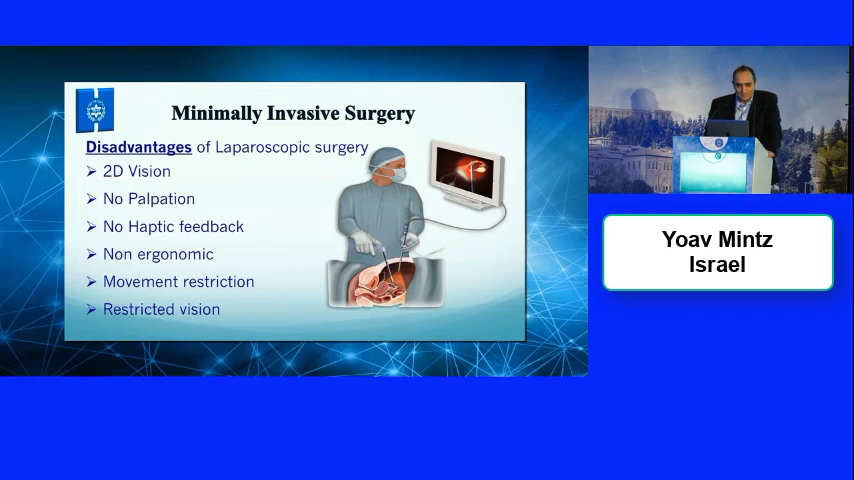 Minimally Invasive Surgery
Disadvantages of Laparoscopic surgery
➢ 2D Vision
➢ No Palpation
➢ No Haptic feedback
➢ Non ergonomic
➢ Movement restriction
➢ Restricted vision
Yoav Mintz
Israel